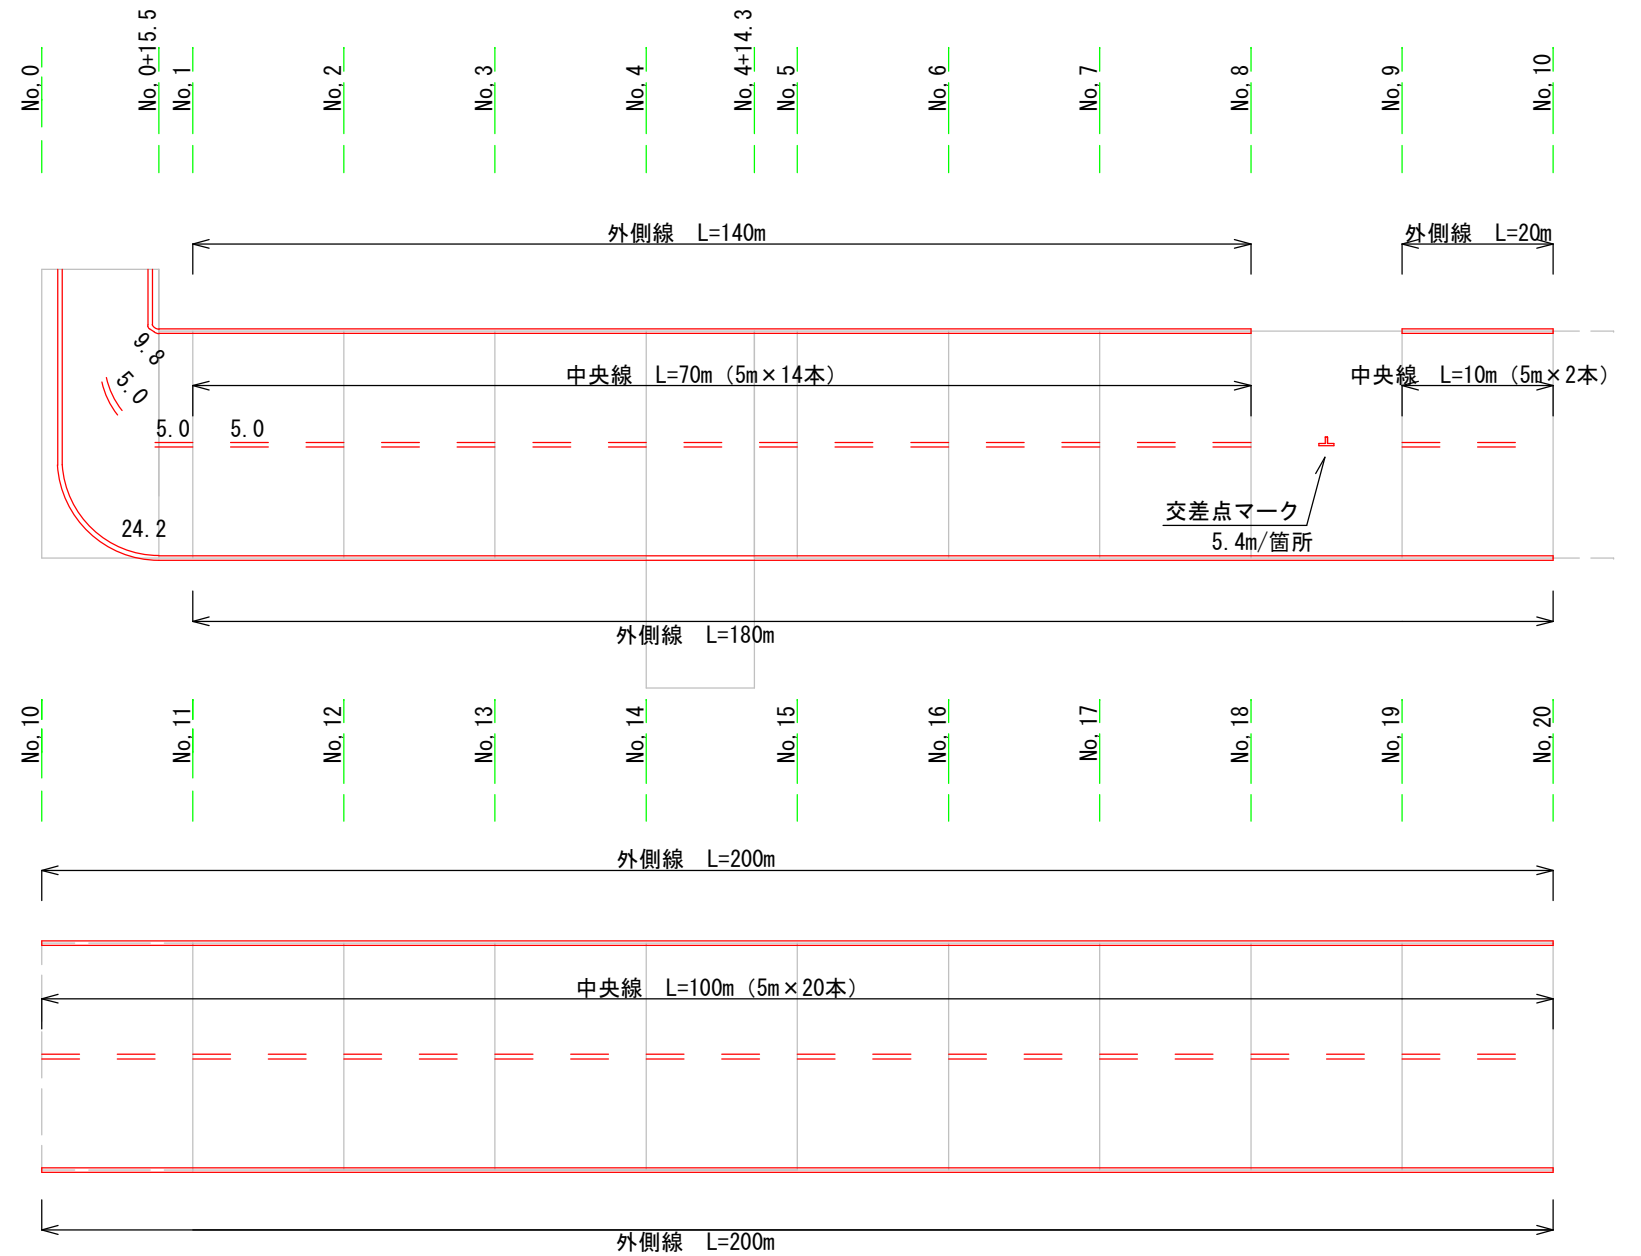 No,0
No,0+15.5
No,1
No,2
No,3
No,4
No,4+14.3
No,5
No,6
No,7
No,8
No,9
No,10
外側線　L=140m
外側線　L=20m
9.8
中央線　L=70m（5m×14本）
中央線　L=10m（5m×2本）
5.0
5.0
5.0
交差点マーク
5.4m/箇所
24.2
外側線　L=180m
No,10
No,11
No,12
No,13
No,14
No,15
No,16
No,17
No,18
No,19
No,20
外側線　L=200m
中央線　L=100m（5m×20本）
外側線　L=200m